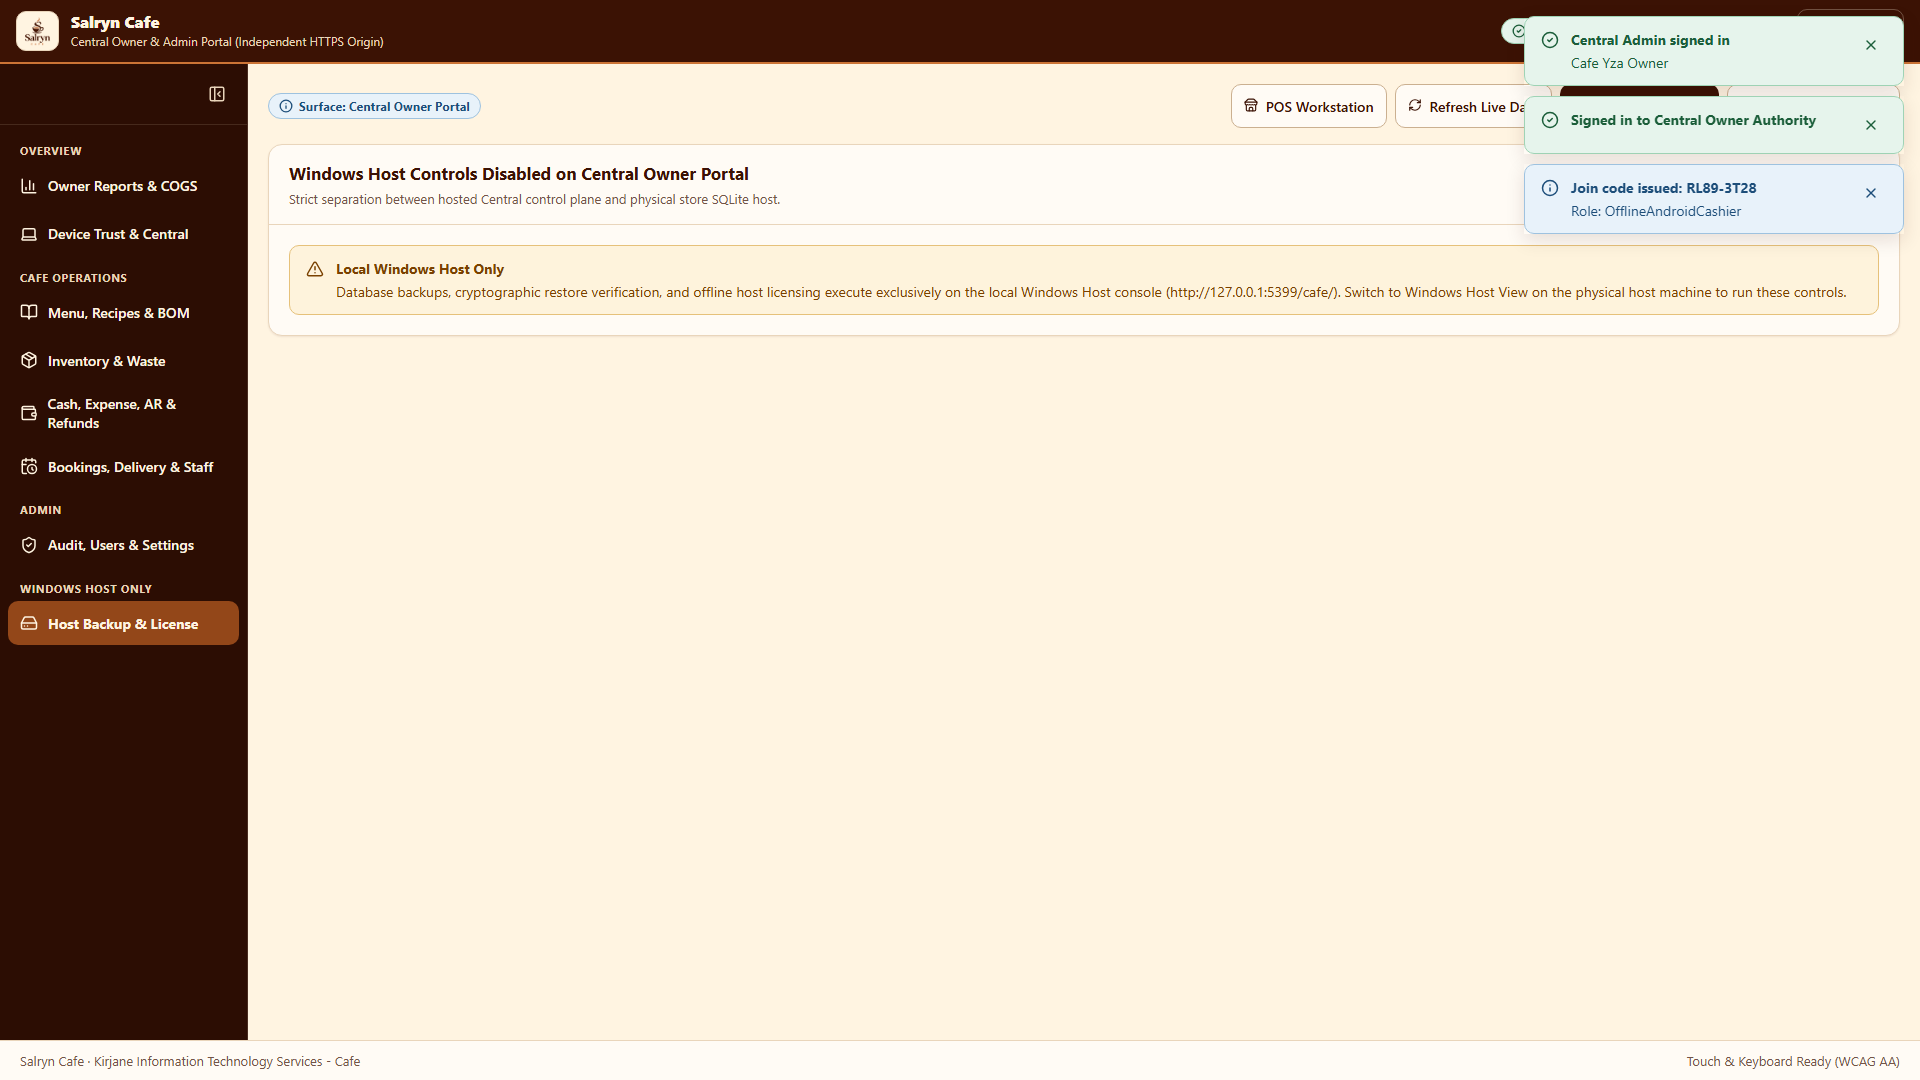 Salryn
Salryn Cafe
Central Owner & Admin Portal (Independent HTTPS Origin)
Central Admin signed in
Cafe Yza Owner
Signed in to Central Owner Authority
Join code issued: RL89-3T28
Role: OfflineAndroidCashier
OVERVIEW
Owner Reports & COGS
Device Trust & Central
CAFE OPERATIONS
Menu, Recipes & BOM
Inventory & Waste
Cash, Expense, AR &
Refunds
Bookings, Delivery & Staff
ADMIN
Audit, Users & Settings
WINDOWS HOST ONLY
Host Backup & License
Surface: Central Owner Portal
POS Workstation
Refresh Live Da
Windows Host Controls Disabled on Central Owner Portal
Strict separation between hosted Central control plane and physical store SQLite host.
Local Windows Host Only
Database backups, cryptographic restore verification, and offline host licensing execute exclusively on the local Windows Host console (http://127.0.0.1:5399/cafe/). Switch to Windows Host View on the physical host machine to run these controls.
Salryn Cafe · Kirjane Information Technology Services - Cafe
Touch & Keyboard Ready (WCAG AA)